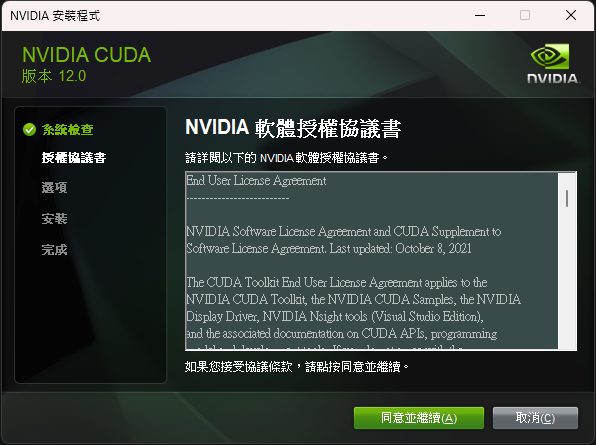 NVIDIA 安裝程式
NVIDIA CUDA
版本 12.0
NVIDIA.
系統檢查
授權協議書
選項
安裝
完成
NVIDIA 軟體授權協議書
請詳閱以下的 NVIDIA 軟體授權協議書。
End User License Agreement
--------------------------
NVIDIA Software License Agreement and CUDA Supplement to
Software License Agreement. Last updated: October 8, 2021
The CUDA Toolkit End User License Agreement applies to the
NVIDIA CUDA Toolkit, the NVIDIA CUDA Samples, the NVIDIA
Display Driver, NVIDIA Nsight tools (Visual Studio Edition),
and the associated documentation on CUDA APIs, programming
如果您接受協議條款，請點按同意並繼續。
同意並繼續(A)
取消(C)